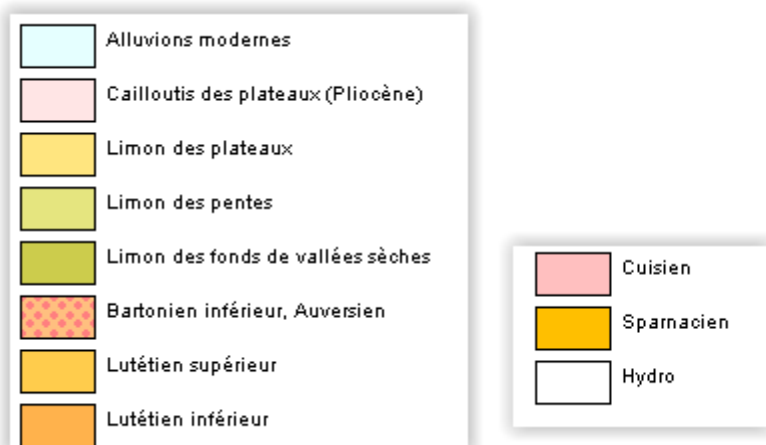 Alluvions modernes
Cailloutis des plateaux (Pliocène)
Limon des plateaux
Limon des pentes
Limon des fonds de vallées sèches
Bartonien inférieur, Auversien
Lutétien supérieur
Lutétien inférieur
Cuisien
Sparnacien
Hydro